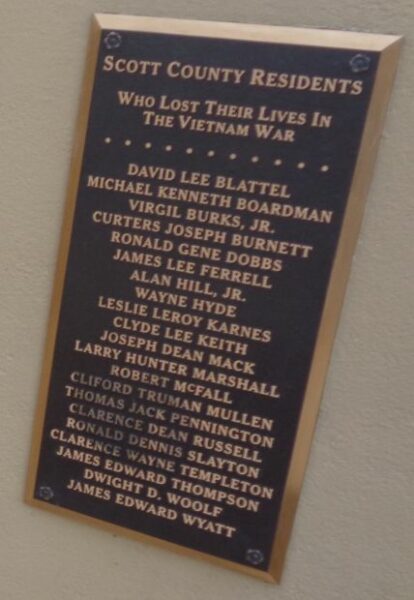 SCOTT COUNTY RESIDENTS
WHO LOST THEIR LIVES IN
THE VIETNAM WAR
DAVID LEE BLATTEL
MICHAEL KENNETH BOARDMAN
VIRGIL BURKS, JR.
CURTERS JOSEPH BURNETT
RONALD GENE DOBBS
JAMES LEE FERRELL
ALAN HILL, JR.
WAYNE HYDE
LESLIE LEROY KARNES
CLYDE LEE KEITH
JOSEPH DEAN MACK
LARRY HUNTER MARSHALL
ROBERT MCFALL
CLIFORD TRUMAN MULLEN
THOMAS JACK PENNINGTON
CLARENCE DEAN RUSSELL
RONALD DENNIS SLAYTON
CLARENCE WAYNE TEMPLETON
JAMES EDWARD THOMPSON
DWIGHT D. WOOLF
JAMES EDWARD WYATT